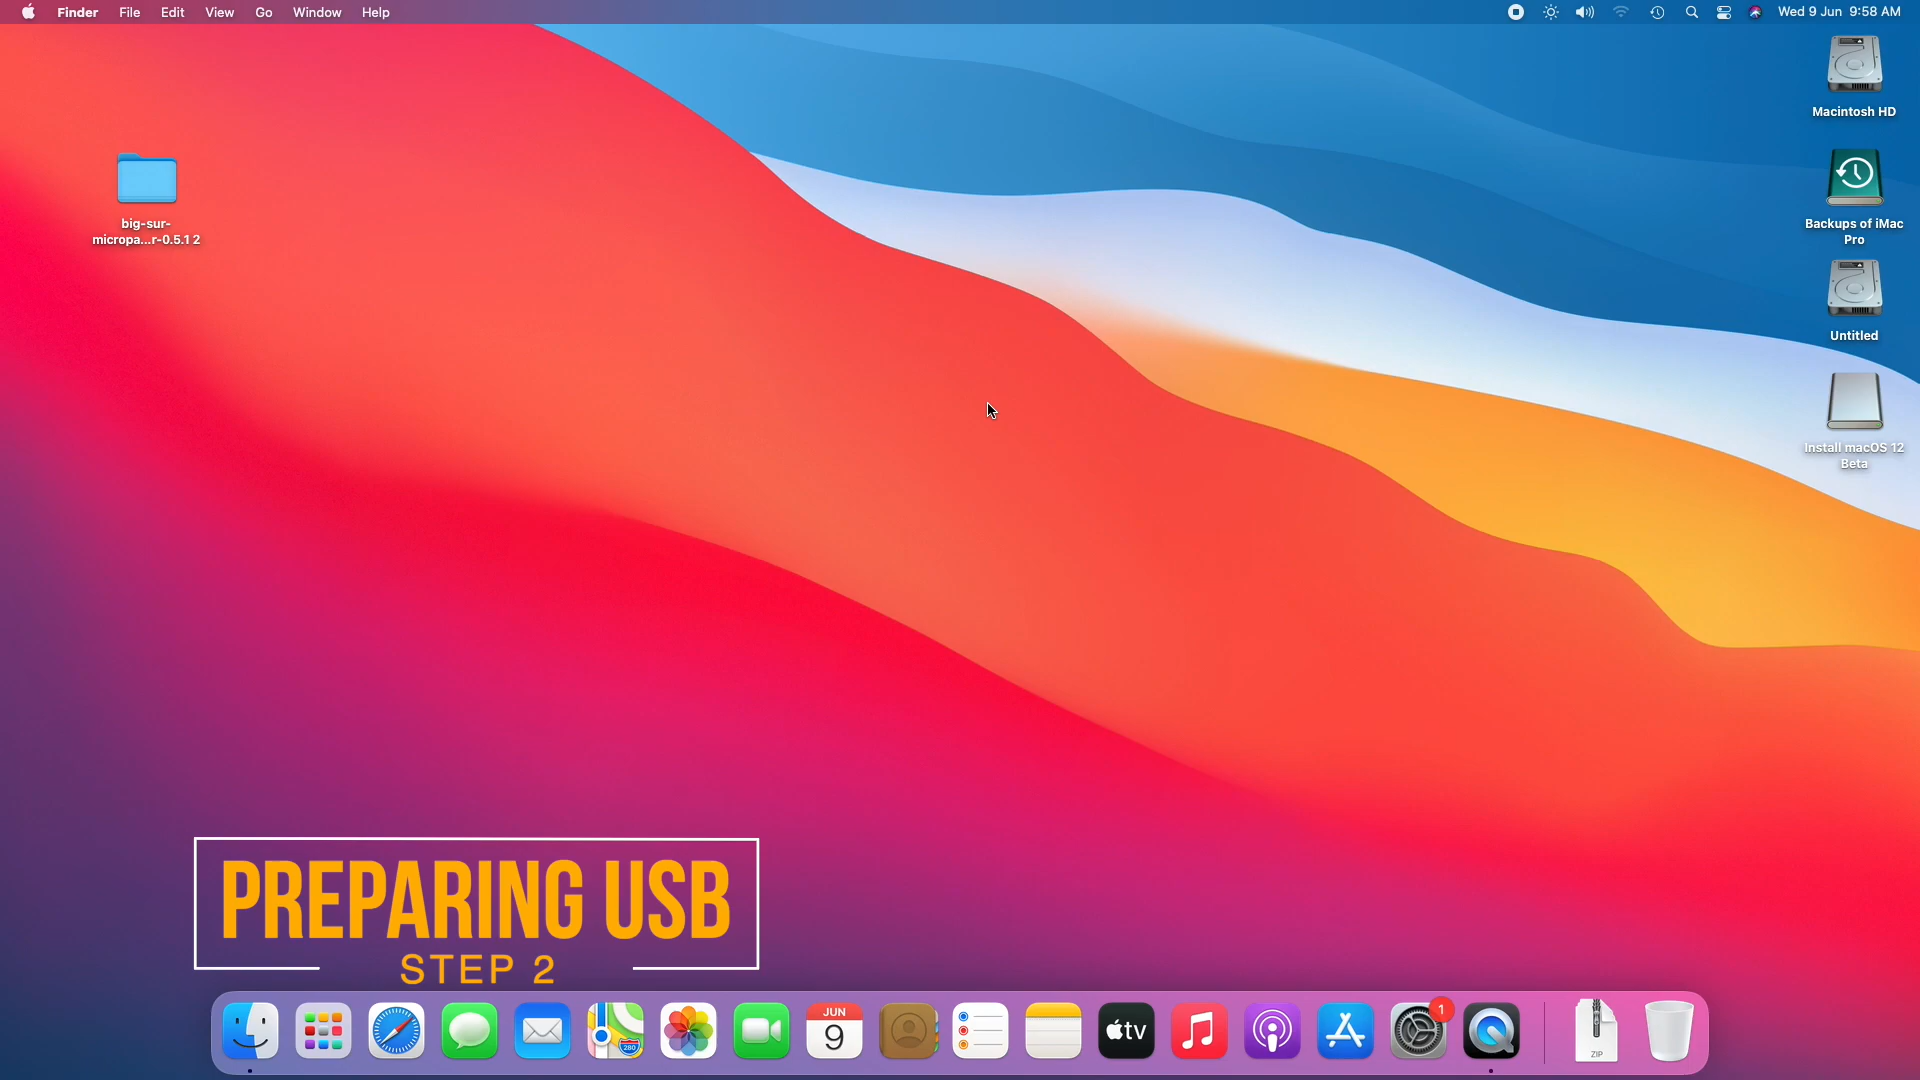 Finder File Edit View Go Window Help
Wed 9 Jun 9:58 AM
Macintosh HD
big-sur-
micropa...r-0.5.1 2
Backups of iMac
Pro
Untitled
Install macOS 12
Beta
PREPARING USB
STEP 2
280
JUN
9
tv
1
ZIP